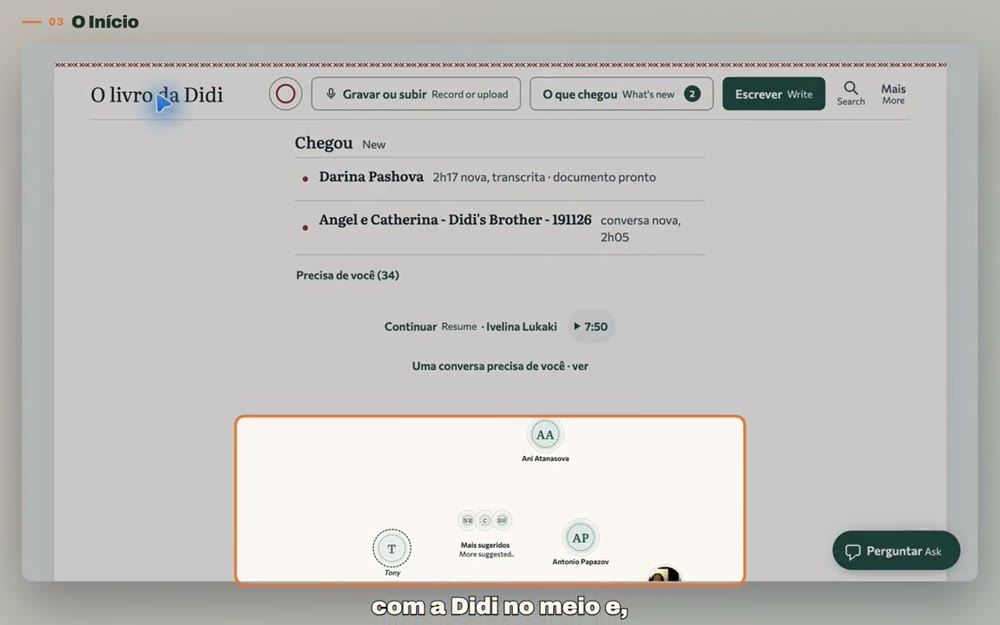 03 O Início
O livro da Didi
Gravar ou subir Record or upload
O que chegou What's new 2
Escrever Write
Search
Mais
More
Chegou New
Darina Pashova 2h17 nova, transcrita · documento pronto
Angel e Catherina - Didi's Brother - 191126 conversa nova,
2h05
Precisa de você (34)
Continuar Resume · Ivelina Lukaki 7:50
Uma conversa precisa de você · ver
AA
Ani Atanasova
NK C BH
Mais sugeridos
More suggested..
T
Tony
AP
Antonio Papazov
Perguntar Ask
com a Didi no meio e,